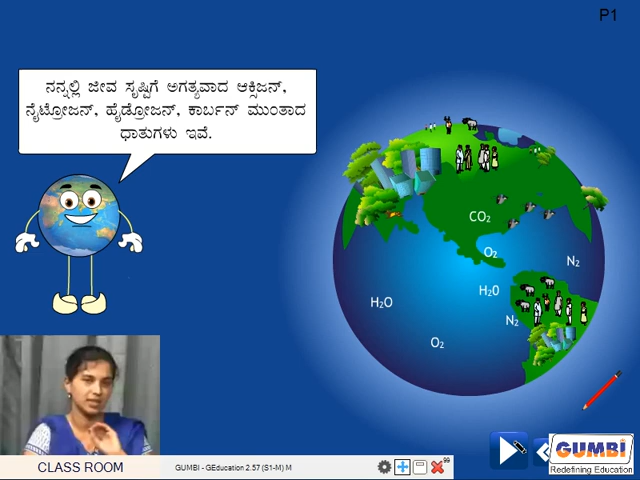 P1
ನನ್ನಲ್ಲಿ ಜೀವ ಸೃಷ್ಟಿಗೆ ಅಗತ್ಯವಾದ ಆಕ್ಸಿಜನ್,
ನೈಟ್ರೋಜನ್, ಹೈಡ್ರೋಜನ್, ಕಾರ್ಬನ್ ಮುಂತಾದ
ಧಾತುಗಳು ಇವೆ.
CO₂
O₂
N₂
H₂0
H₂O
N₂
O₂
GUMBi
Redefining Education
CLASS ROOM
GUMBI - GEducation 2.57 (S1-M) M
99